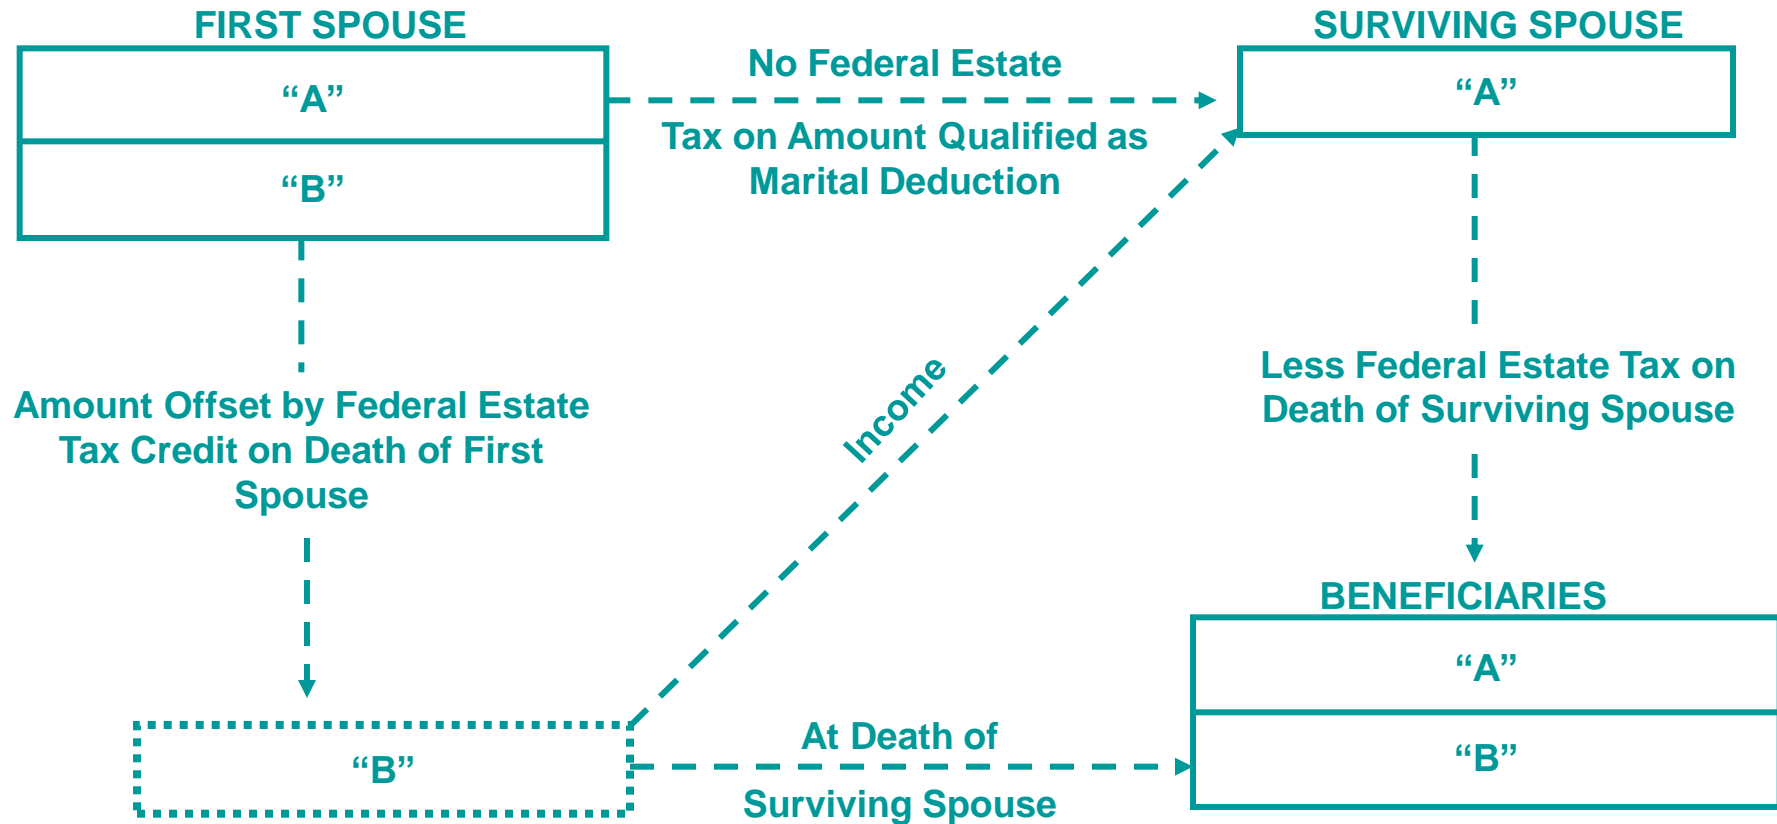 FIRST SPOUSE
“A”
“B”
No Federal Estate
Tax on Amount Qualified as
Marital Deduction
SURVIVING SPOUSE
“A”
Amount Offset by Federal Estate
Tax Credit on Death of First
Spouse
Income
Less Federal Estate Tax on
Death of Surviving Spouse
“B”
At Death of
Surviving Spouse
BENEFICIARIES
“A”
“B”